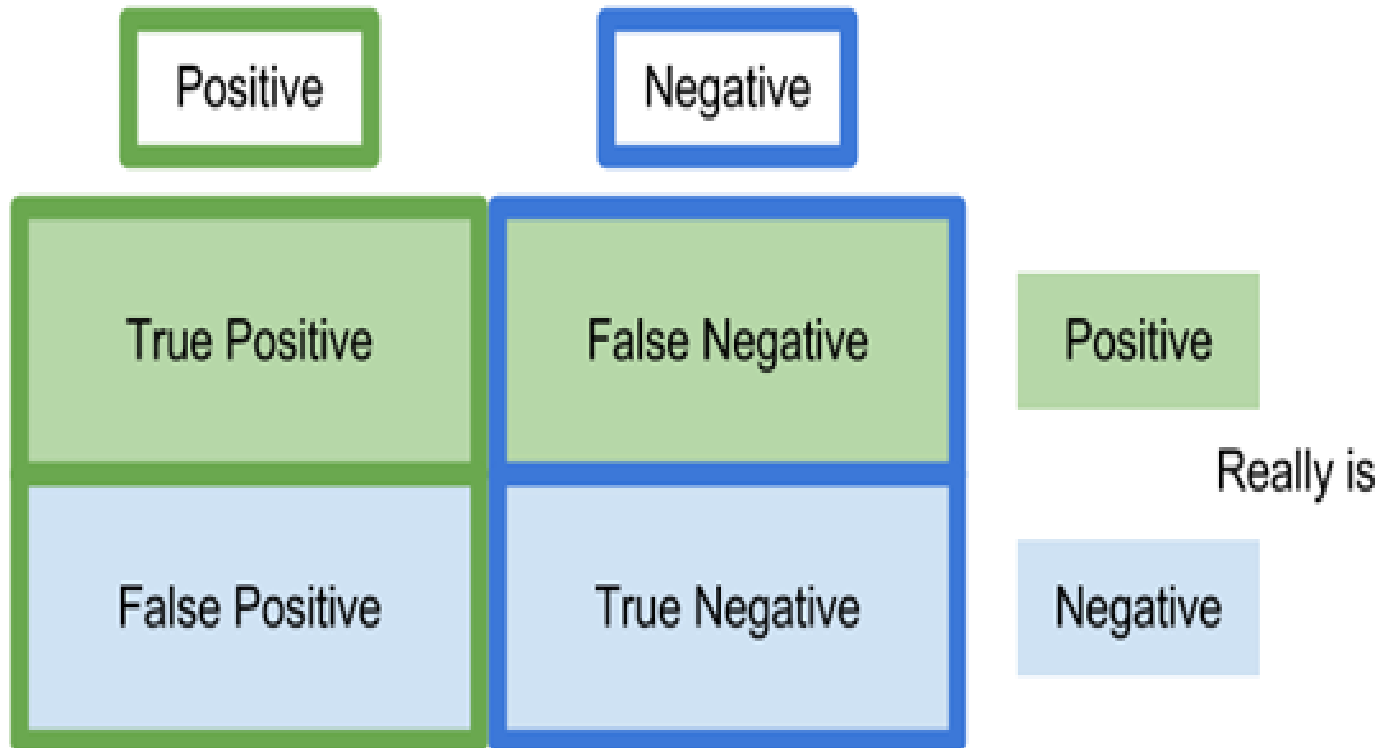 Positive
Negative
True Positive
False Negative
Positive
Really is
False Positive
True Negative
Negative